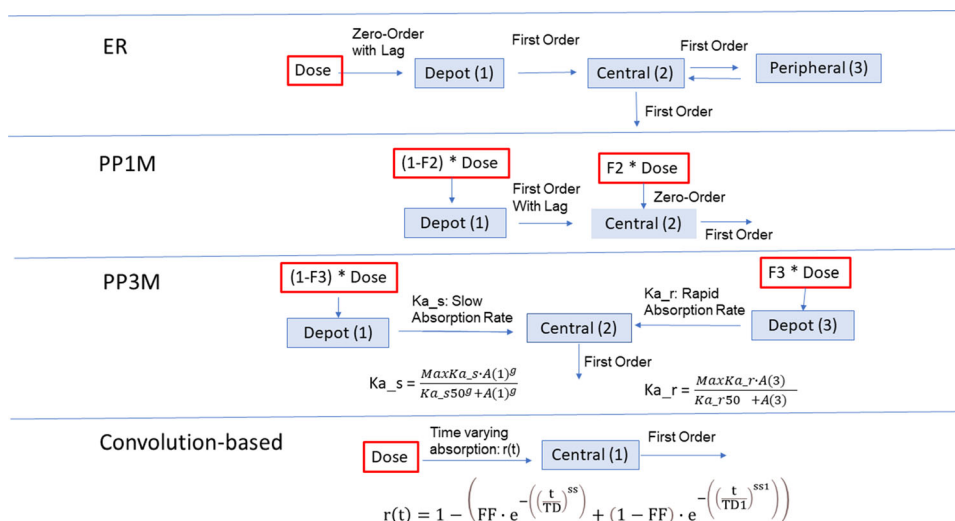 ER
Zero-Order
with Lag
First Order
First Order
Dose
Depot (1)
Central (2)
Peripheral (3)
First Order
PP1M
(1-F2) * Dose
F2 * Dose
First Order
With Lag
Zero-Order
Depot (1)
Central (2)
First Order
PP3M
(1-F3) * Dose
F3 * Dose
Ka_s: Slow
Absorption Rate
Ka_r: Rapid
Absorption Rate
Depot (1)
Central (2)
Depot (3)
First Order
Ka_s = MaxKa_s·A(1)^g / Ka_s50^g+A(1)^g
Ka_r = MaxKa_r·A(3) / Ka_r50 +A(3)
Convolution-based
Time varying
absorption: r(t)
First Order
Dose
Central (1)
r(t) = 1 − (FF · e^−((t/TD)^ss) + (1 − FF) · e^−((t/TD1)^ss1))